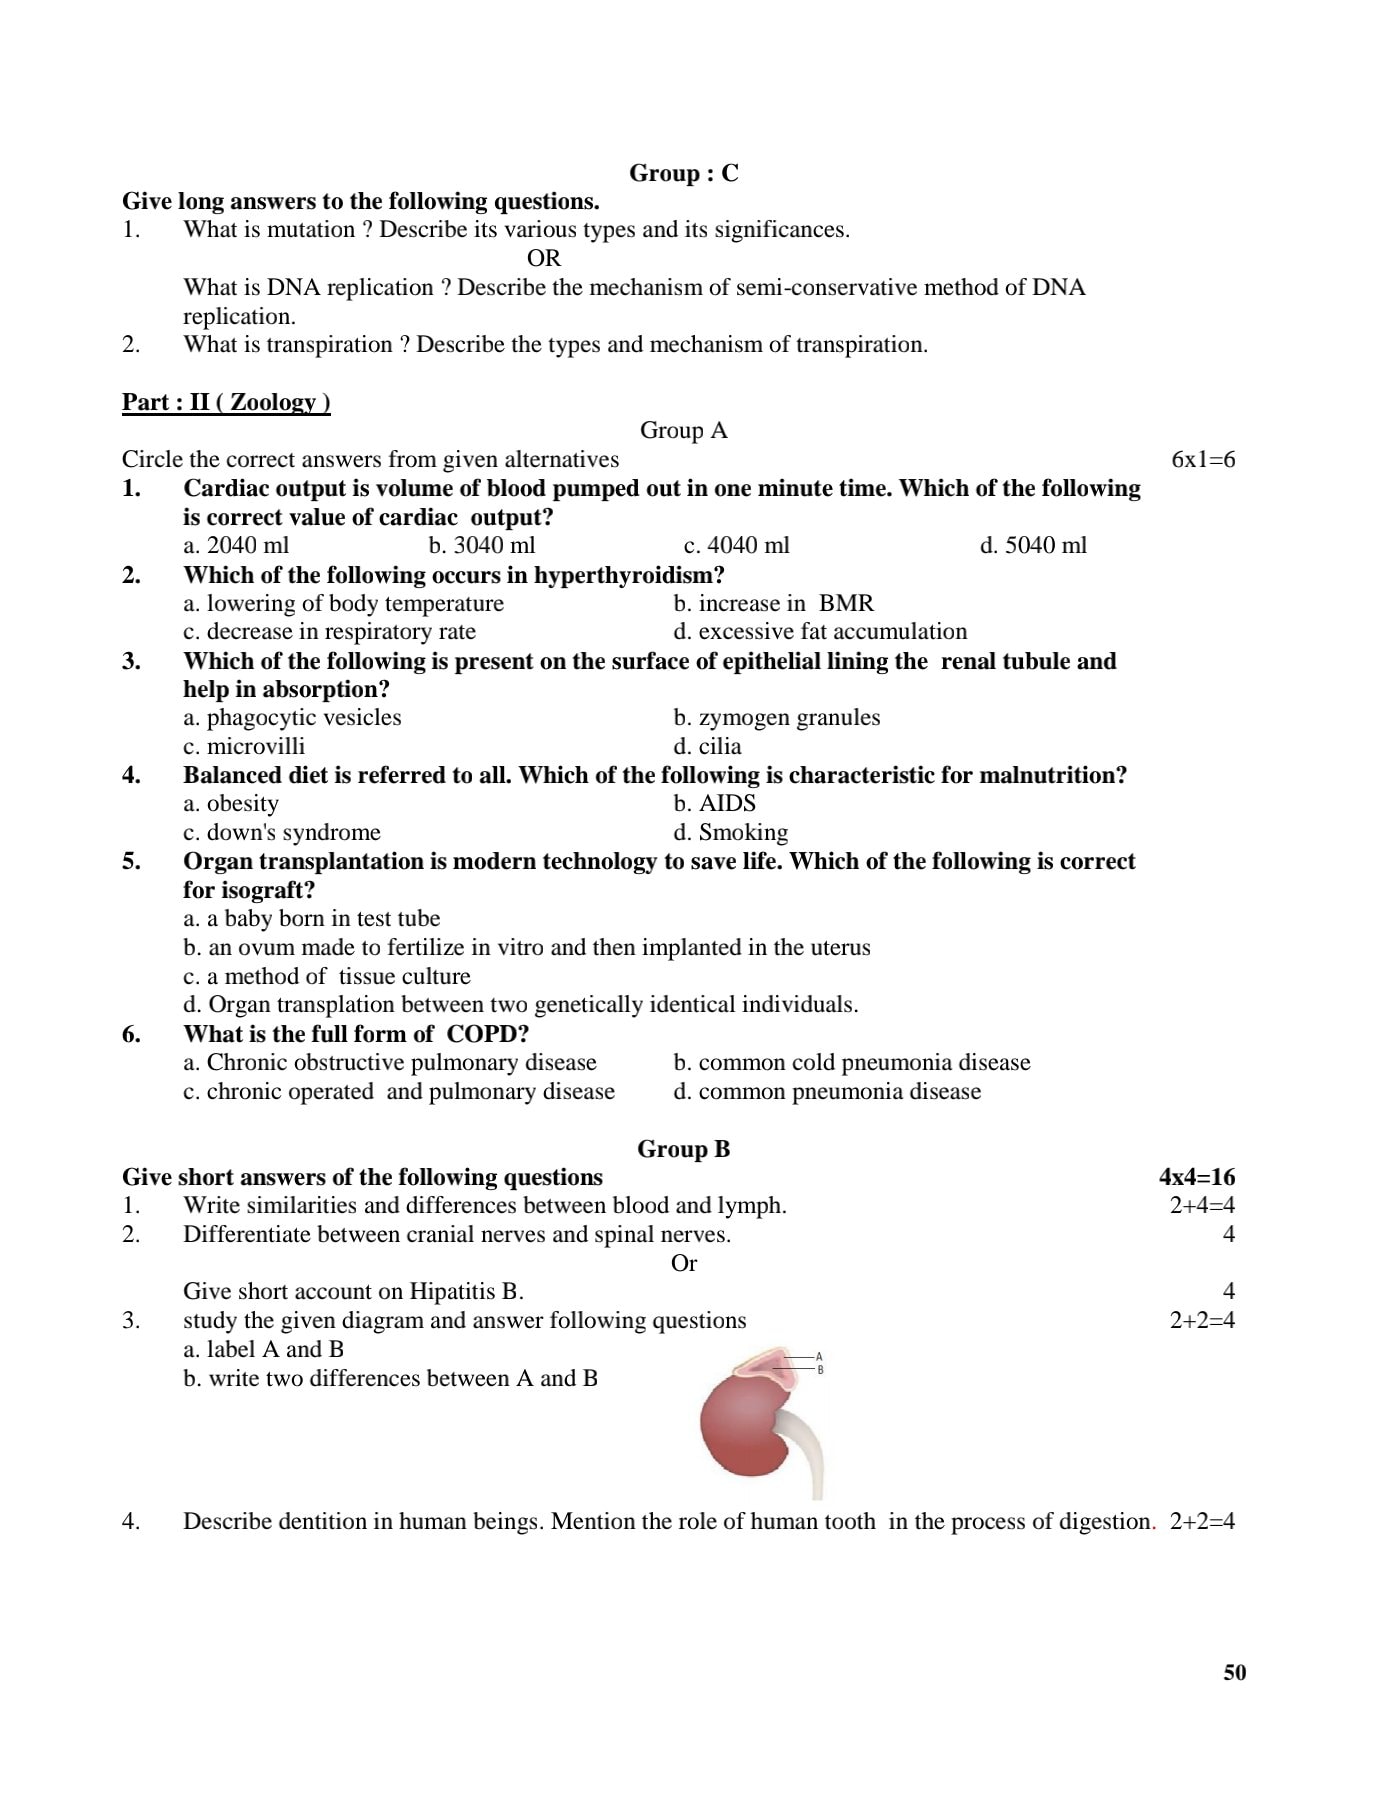 Group : C
Give long answers to the following questions.
1. What is mutation ? Describe its various types and its significances.
OR
What is DNA replication ? Describe the mechanism of semi-conservative method of DNA
replication.
2. What is transpiration ? Describe the types and mechanism of transpiration.
Part : II ( Zoology )
Group A
Circle the correct answers from given alternatives 6x1=6
1. Cardiac output is volume of blood pumped out in one minute time. Which of the following
is correct value of cardiac output?
a. 2040 ml b. 3040 ml c. 4040 ml d. 5040 ml
2. Which of the following occurs in hyperthyroidism?
a. lowering of body temperature b. increase in BMR
c. decrease in respiratory rate d. excessive fat accumulation
3. Which of the following is present on the surface of epithelial lining the renal tubule and
help in absorption?
a. phagocytic vesicles b. zymogen granules
c. microvilli d. cilia
4. Balanced diet is referred to all. Which of the following is characteristic for malnutrition?
a. obesity b. AIDS
c. down's syndrome d. Smoking
5. Organ transplantation is modern technology to save life. Which of the following is correct
for isograft?
a. a baby born in test tube
b. an ovum made to fertilize in vitro and then implanted in the uterus
c. a method of tissue culture
d. Organ transplation between two genetically identical individuals.
6. What is the full form of COPD?
a. Chronic obstructive pulmonary disease b. common cold pneumonia disease
c. chronic operated and pulmonary disease d. common pneumonia disease
Group B
Give short answers of the following questions 4x4=16
1. Write similarities and differences between blood and lymph. 2+4=4
2. Differentiate between cranial nerves and spinal nerves. 4
Or
Give short account on Hipatitis B. 4
3. study the given diagram and answer following questions 2+2=4
a. label A and B
A
B
b. write two differences between A and B
4. Describe dentition in human beings. Mention the role of human tooth in the process of digestion. 2+2=4
50